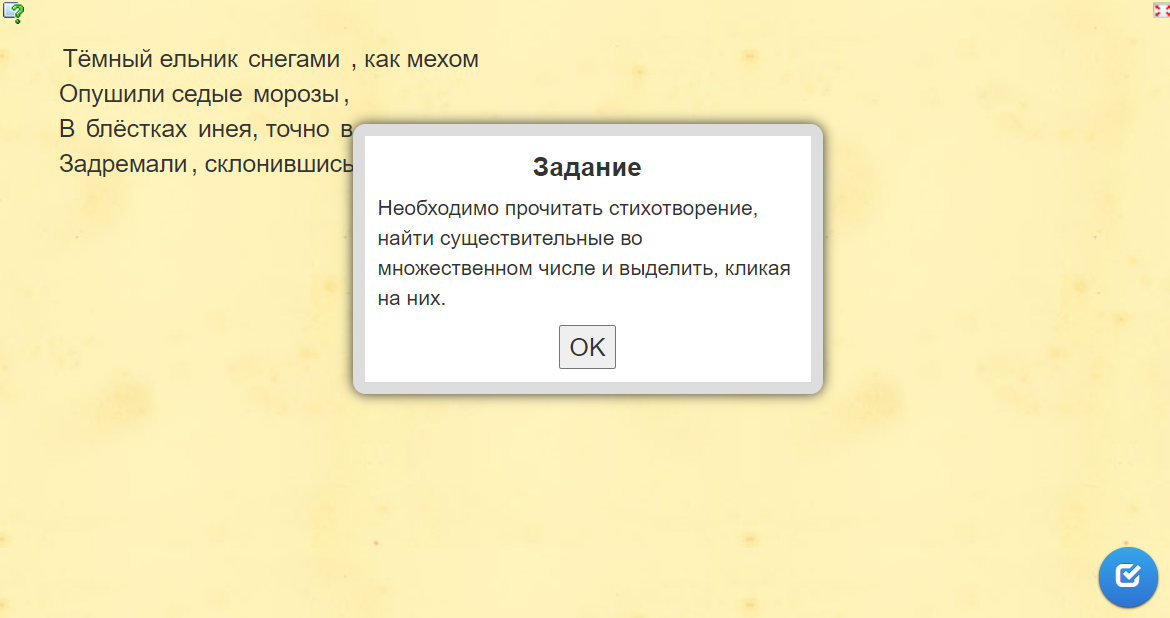 Тёмный ельник снегами , как мехом
Опушили седые морозы ,
В блёстках инея, точно в
Задремали , склонившись
Задание
Необходимо прочитать стихотворение,
найти существительные во
множественном числе и выделить, кликая
на них.
OK